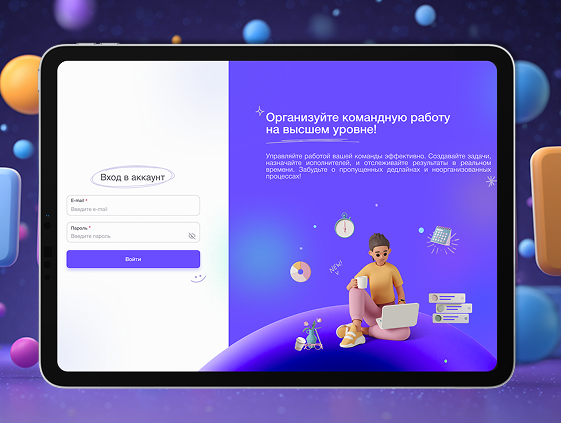 Вход в аккаунт
E-mail *
Введите e-mail
Пароль *
Введите пароль
Войти
Организуйте командную работу
на высшем уровне!
Управляйте работой вашей команды эффективно. Создавайте задачи,
назначайте исполнителей, и отслеживайте результаты в реальном
времени. Забудьте о пропущенных дедлайнах и неорганизованных
процессах!
NEW!